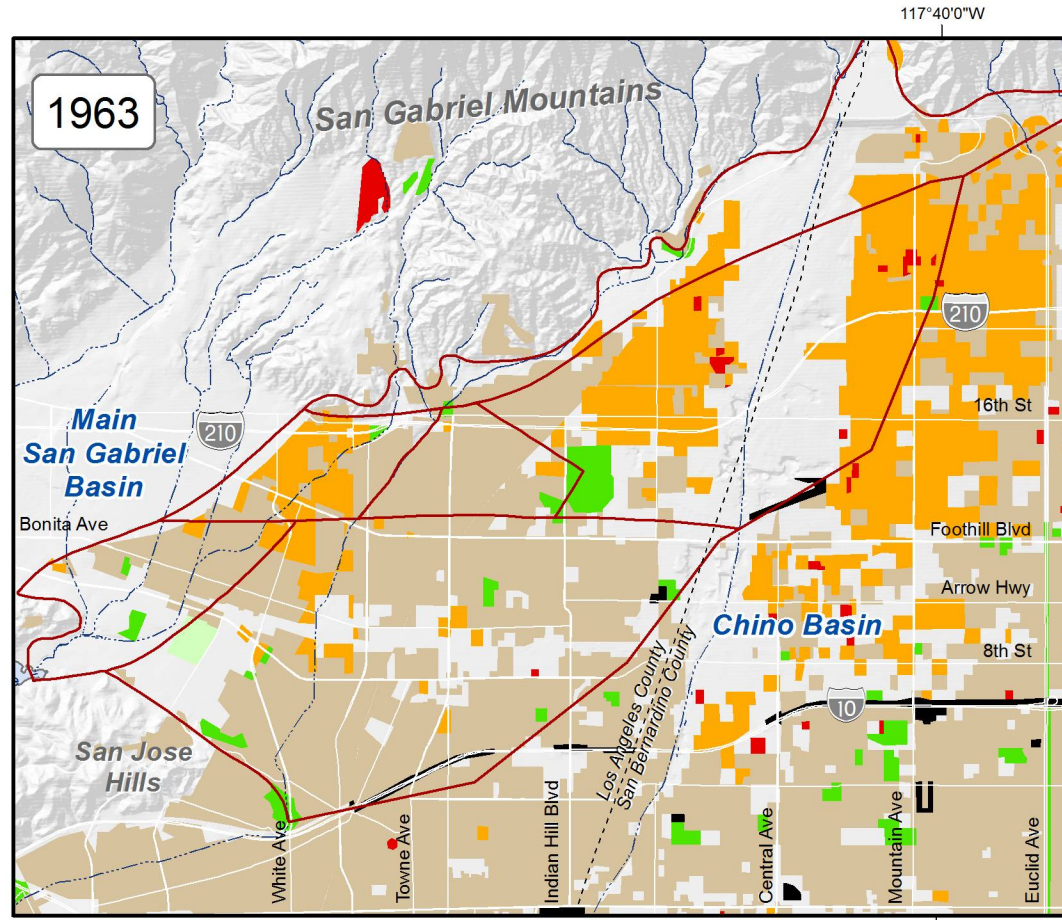 117°40'0"W
1963
San Gabriel Mountains
210
16th St
Main
San Gabriel
Basin
210
Bonita Ave
Foothill Blvd
Arrow Hwy
Chino Basin
8th St
10
San Jose
Hills
Los Angeles County
San Bernardino County
White Ave
Towne Ave
Indian Hill Blvd
Central Ave
Mountain Ave
Euclid Ave